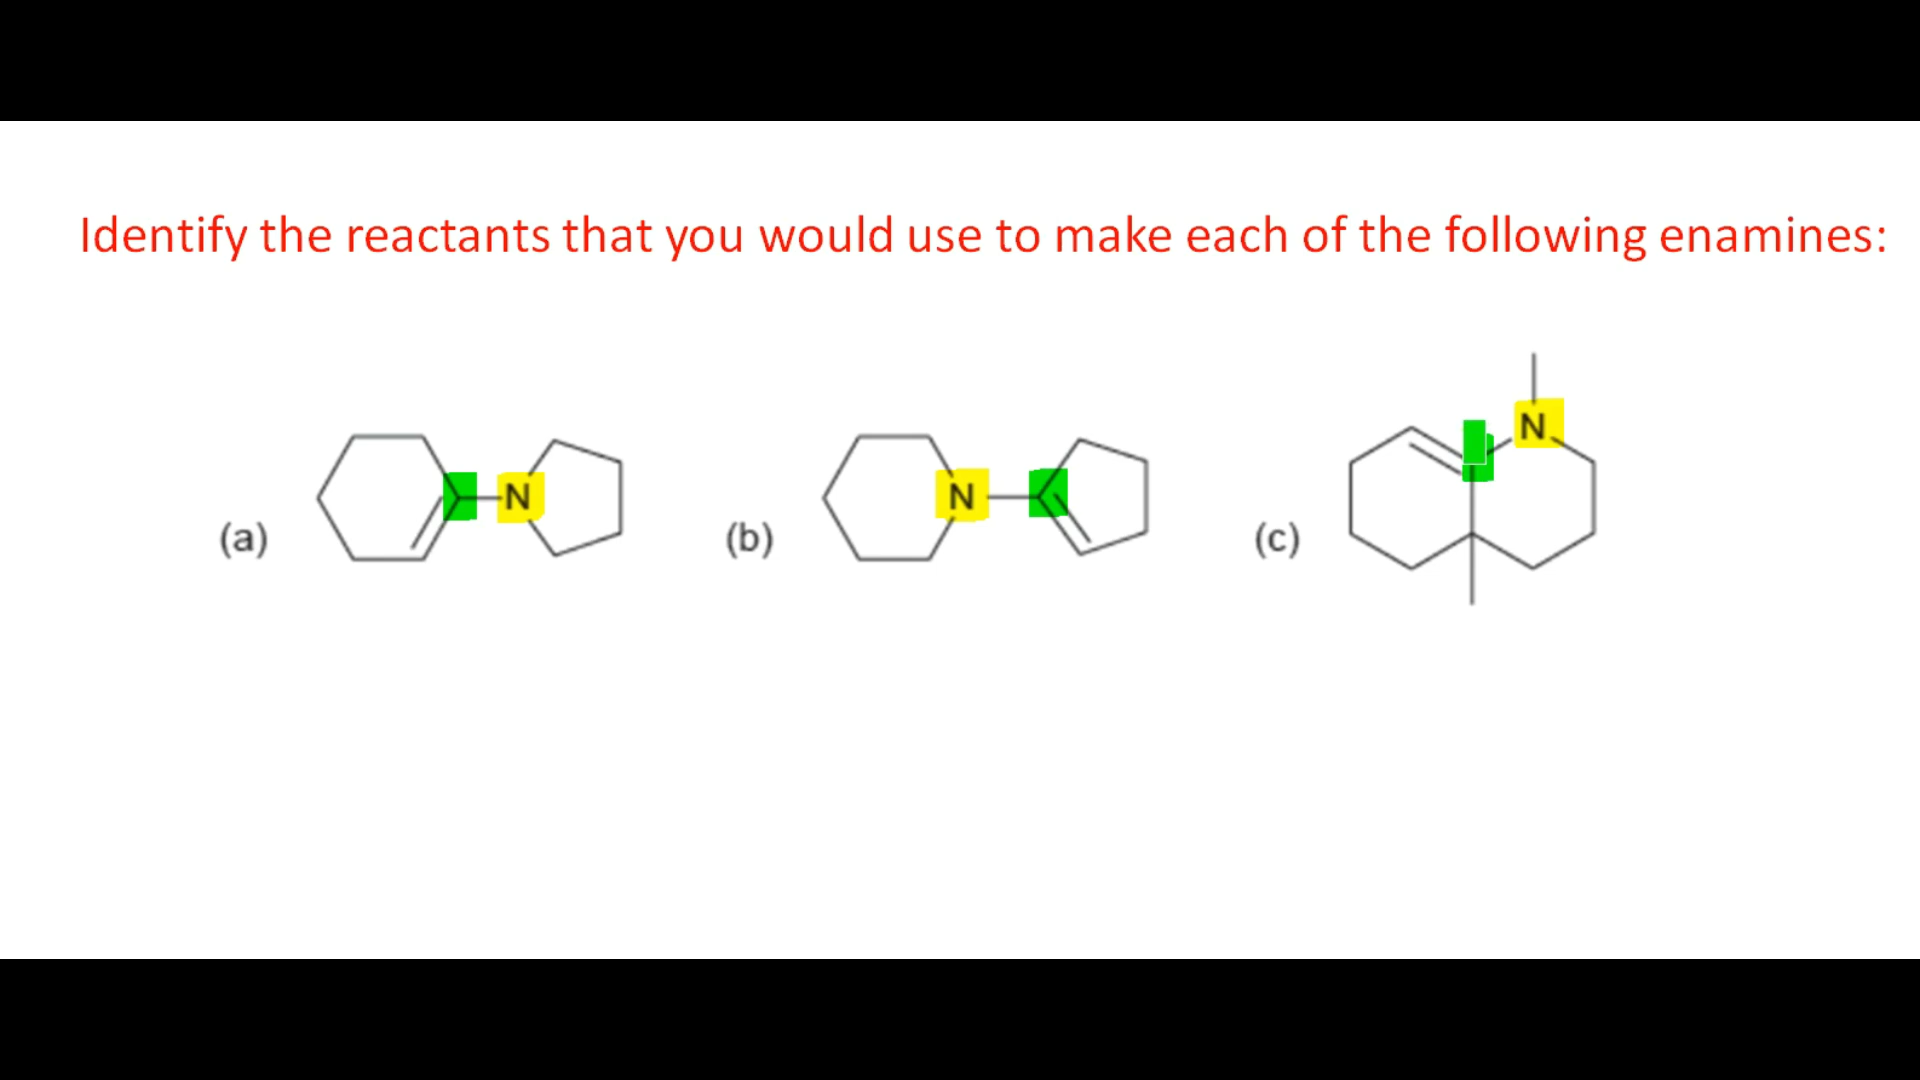 Identify the reactants that you would use to make each of the following enamines:
N
(a) N
(b) N
(c)